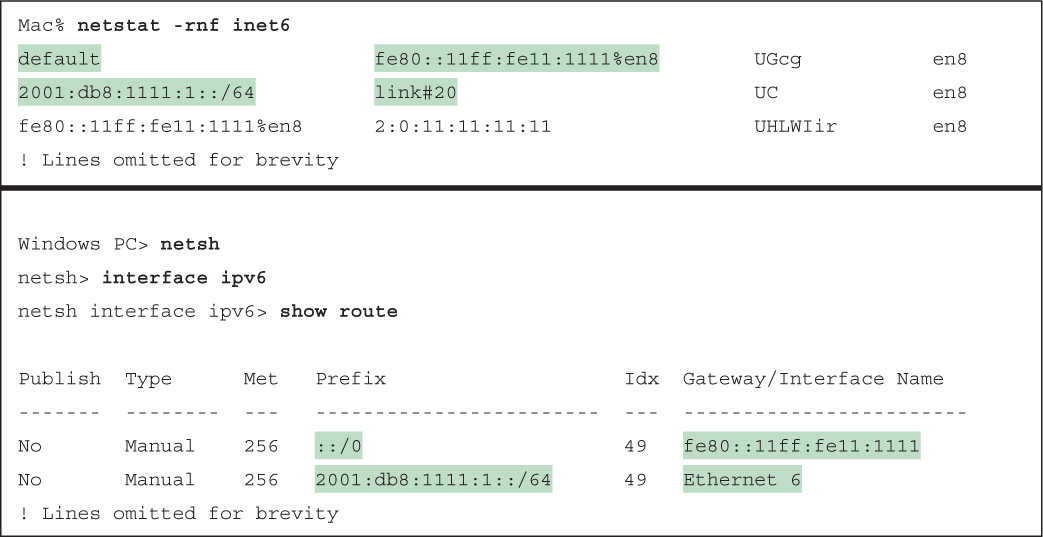 Mac% netstat -rnf inet6
default fe80::11ff:fe11:1111%en8 UGcg en8
2001:db8:1111:1::/64 link#20 UC en8
fe80::11ff:fe11:1111%en8 2:0:11:11:11:11 UHLWIir en8
! Lines omitted for brevity
Windows PC> netsh
netsh> interface ipv6
netsh interface ipv6> show route
Publish Type Met Prefix Idx Gateway/Interface Name
------- -------- --- ------------------------ --- ------------------------
No Manual 256 ::/0 49 fe80::11ff:fe11:1111
No Manual 256 2001:db8:1111:1::/64 49 Ethernet 6
! Lines omitted for brevity